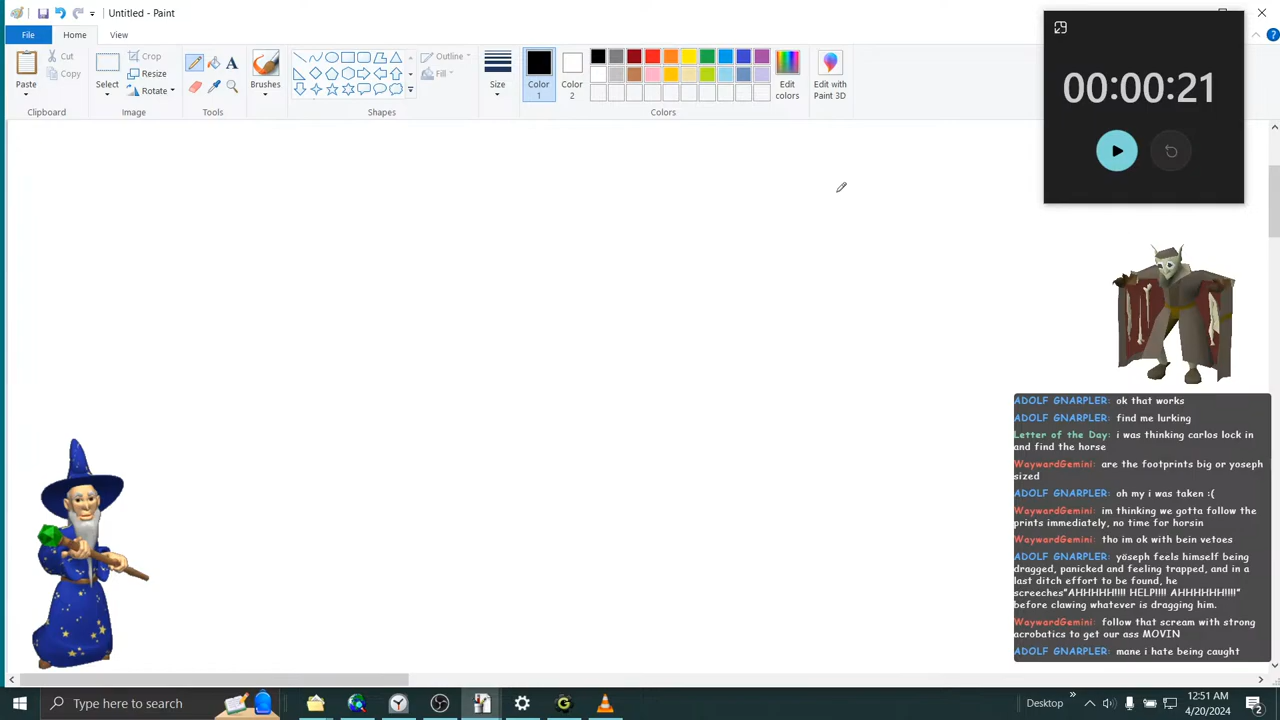 Untitled - Paint
File
Home
View
00:00:21
Paste
Cut
Copy
Clipboard
Select
Crop
Resize
Rotate
Image
Tools
Brushes
Shapes
Outline
Fill
Size
Color 1
Color 2
Colors
Edit colors
Edit with Paint 3D
ADOLF GNARPLER: ok that works
ADOLF GNARPLER: find me lurking
Letter of the Day: i was thinking carlos lock in
and find the horse
WaywardGemini: are the footprints big or yoseph
sized
ADOLF GNARPLER: oh my i was taken :(
WaywardGemini: im thinking we gotta follow the
prints immediately, no time for horsin
WaywardGemini: tho im ok with bein vetoes
ADOLF GNARPLER: yöseph feels himself being
dragged, panicked and feeling trapped, and in a
last ditch effort to be found, he
screeches"AHHHHH!!!! HELP!!!! AHHHHHH!!!!"
before clawing whatever is dragging him.
WaywardGemini: follow that scream with strong
acrobatics to get our ass MOVIN
ADOLF GNARPLER: mane i hate being caught
Type here to search
Desktop
12:51 AM
4/20/2024
2